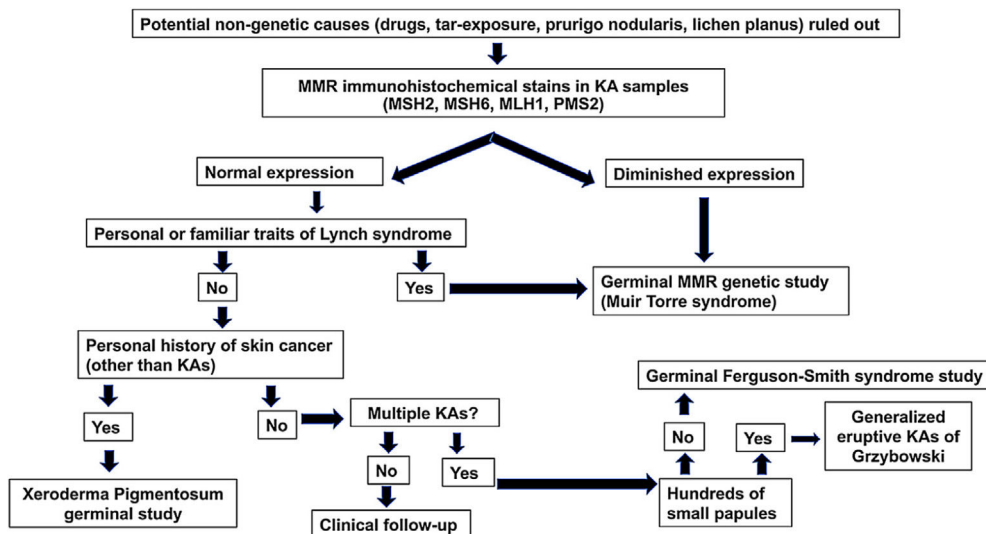 Potential non-genetic causes (drugs, tar-exposure, prurigo nodularis, lichen planus) ruled out
MMR immunohistochemical stains in KA samples
(MSH2, MSH6, MLH1, PMS2)
Normal expression
Diminished expression
Personal or familiar traits of Lynch syndrome
No
Yes
Germinal MMR genetic study
(Muir Torre syndrome)
Personal history of skin cancer
(other than KAs)
Germinal Ferguson-Smith syndrome study
Yes
No
Multiple KAs?
No
Yes
Generalized
eruptive KAs of
Grzybowski
No
Yes
Xeroderma Pigmentosum
germinal study
Hundreds of
small papules
Clinical follow-up